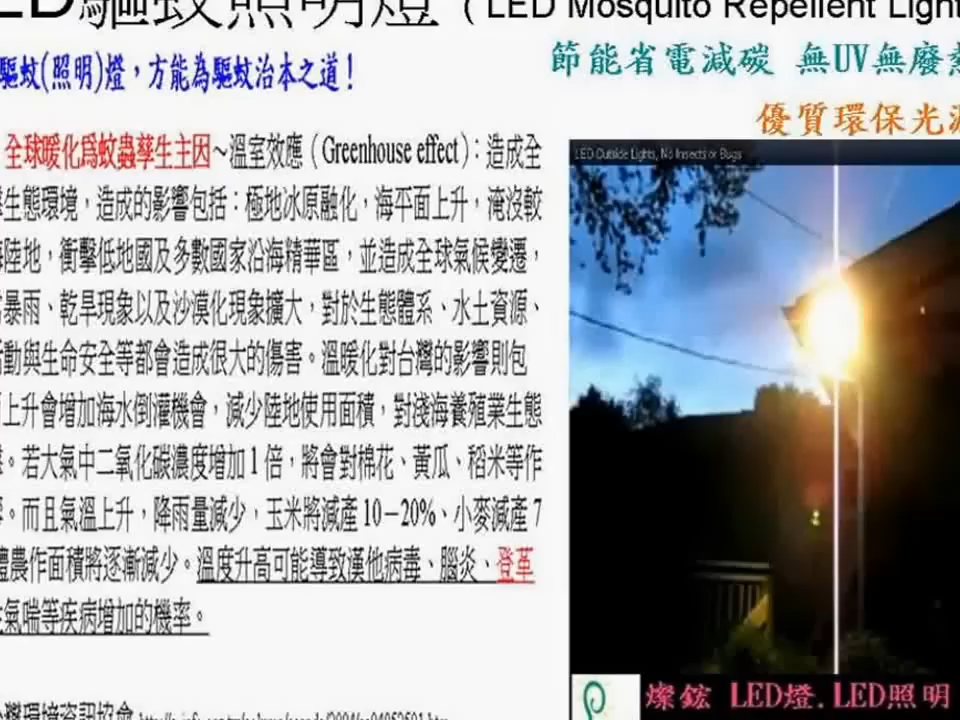 ED驅蚊照明燈 ( LED Mosquito Repellent Light
驅蚊(照明)燈，方能為驅蚊治本之道!
節能省電減碳 無UV無廢熱
優質環保光源
全球暖化爲蚊蟲孳生主因～溫室效應（Greenhouse effect）：造成全
生態環境，造成的影響包括：極地冰原融化，海平面上升，淹沒較
陸地，衝擊低地國及多數國家沿海精華區，並造成全球氣候變遷，
暴雨、乾旱現象以及沙漠化現象擴大，對於生態體系、水土資源、
動與生命安全等都會造成很大的傷害。溫暖化對台灣的影響則包
上升會增加海水倒灌機會，減少陸地使用面積，對淺海養殖業生態
。若大氣中二氧化碳濃度增加1倍，將會對棉花、黃瓜、稻米等作
。而且氣溫上升，降雨量減少，玉米將減產10－20%、小麥減產7
體農作面積將逐漸減少。溫度升高可能導致漢他病毒、腦炎、登革
氣喘等疾病增加的機率。
環境資訊協會
LED Outside Lights, No Insects or Bugs
燦鋐 LED燈.LED照明